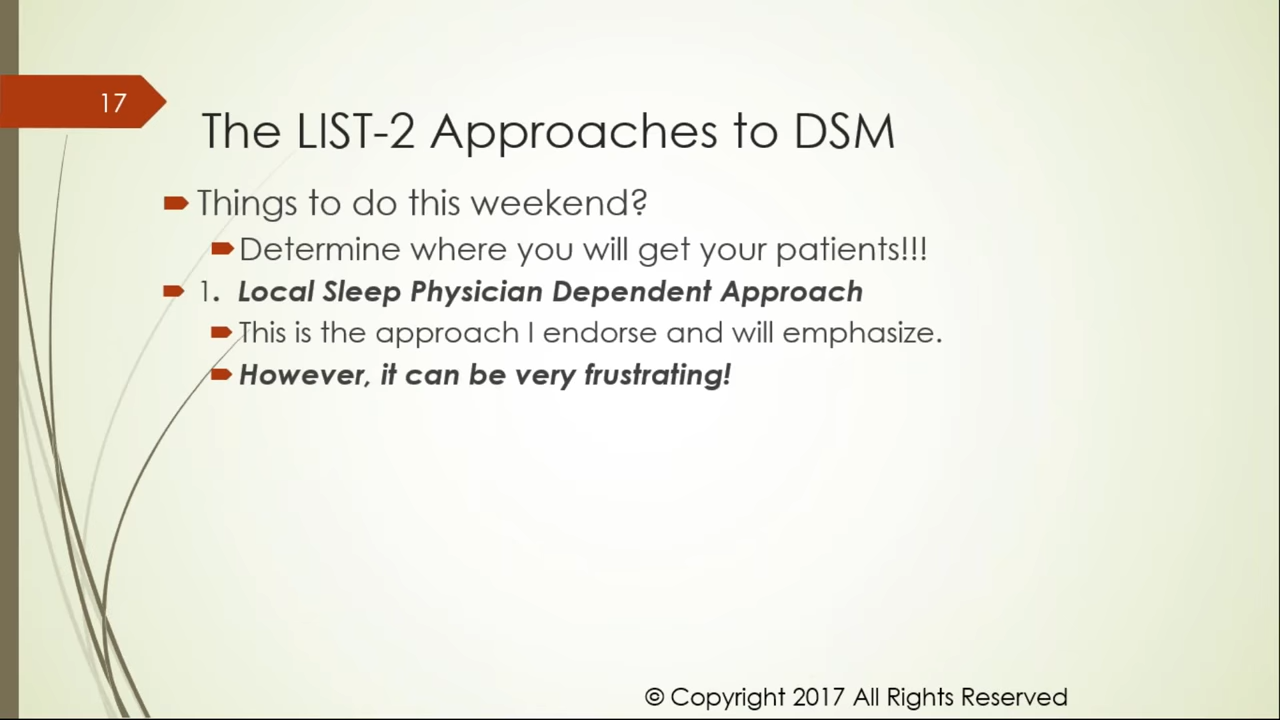 17
The LIST-2 Approaches to DSM
Things to do this weekend?
Determine where you will get your patients!!!
1. Local Sleep Physician Dependent Approach
This is the approach I endorse and will emphasize.
However, it can be very frustrating!
© Copyright 2017 All Rights Reserved